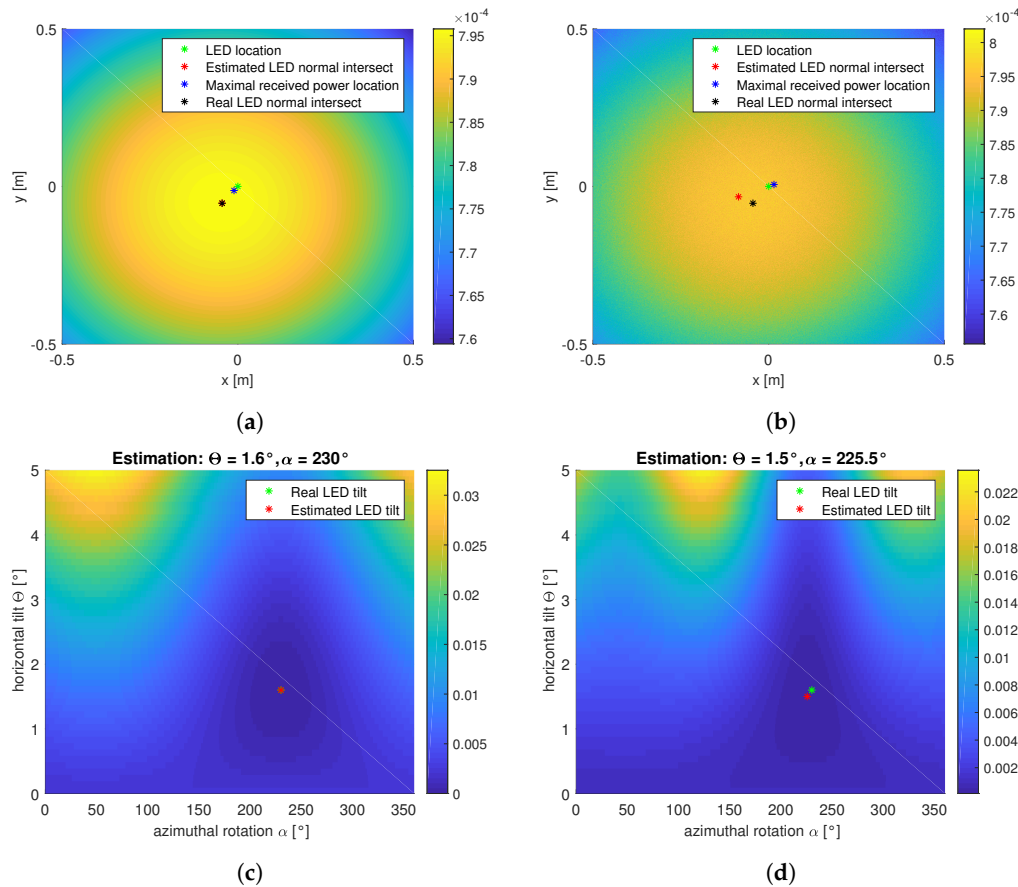 ×10⁻⁴
0.5
LED location
Estimated LED normal intersect
Maximal received power location
Real LED normal intersect
y [m]
0
-0.5
-0.5
0
0.5
x [m]
7.95
7.9
7.85
7.8
7.75
7.7
7.65
7.6
(a)
×10⁻⁴
0.5
LED location
Estimated LED normal intersect
Maximal received power location
Real LED normal intersect
y [m]
0
-0.5
-0.5
0
0.5
x [m]
8
7.95
7.9
7.85
7.8
7.75
7.7
7.65
7.6
(b)
Estimation: Θ = 1.6°, α = 230°
Real LED tilt
Estimated LED tilt
horizontal tilt Θ [°]
5
4
3
2
1
0
0 50 100 150 200 250 300 350
azimuthal rotation α [°]
0.03
0.025
0.02
0.015
0.01
0.005
0
(c)
Estimation: Θ = 1.5°, α = 225.5°
Real LED tilt
Estimated LED tilt
horizontal tilt Θ [°]
5
4
3
2
1
0
0 50 100 150 200 250 300 350
azimuthal rotation α [°]
0.022
0.02
0.018
0.016
0.014
0.012
0.01
0.008
0.006
0.004
0.002
(d)